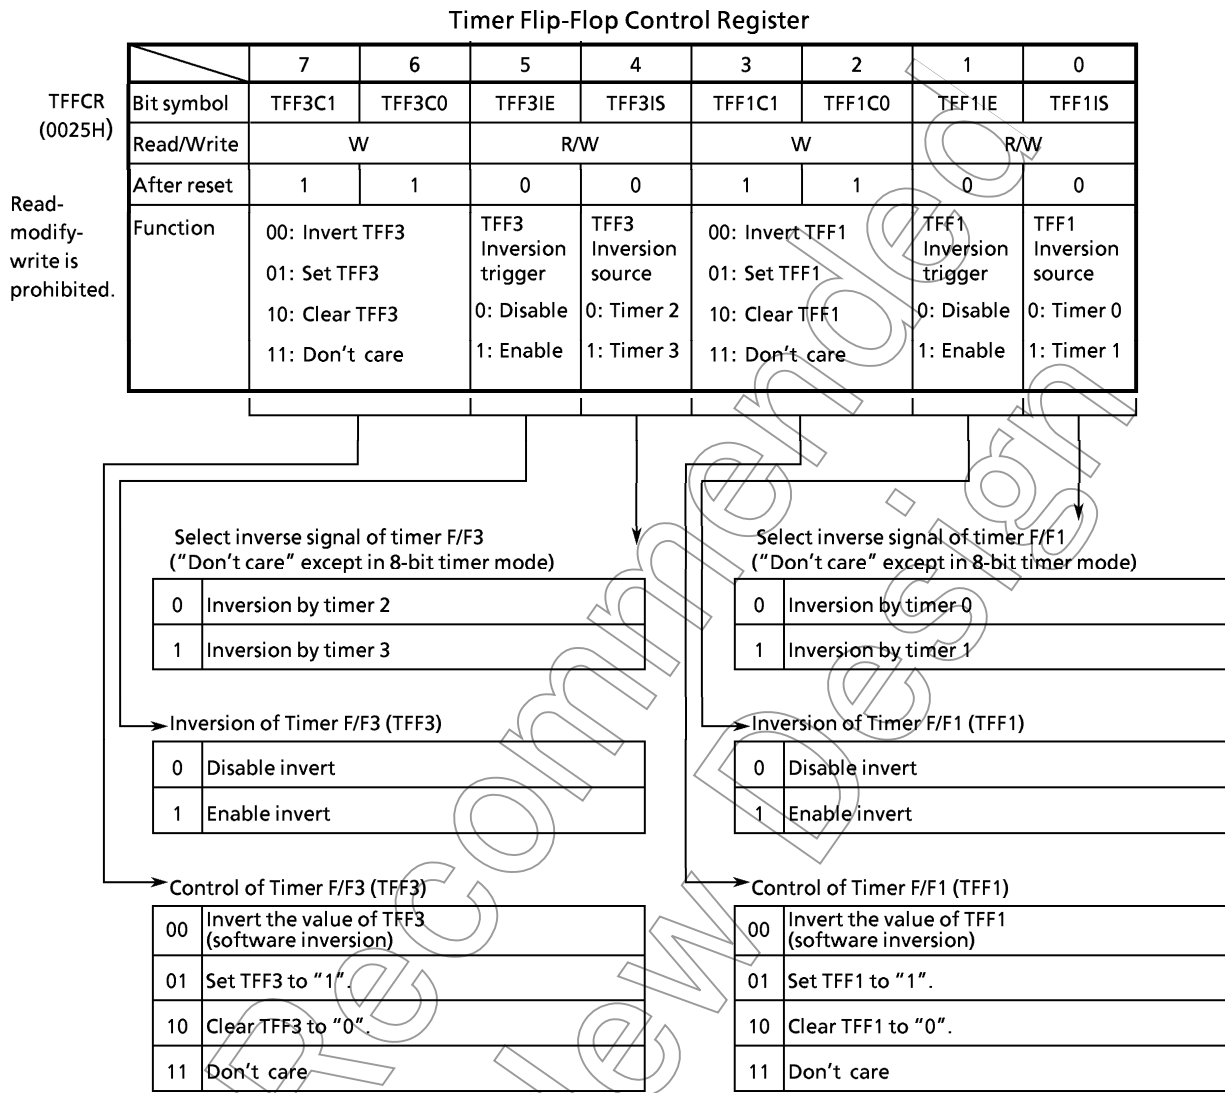 Timer Flip-Flop Control Register
7 6 5 4 3 2 1 0
TFFCR
(0025H)
Bit symbol TFF3C1 TFF3C0 TFF3IE TFF3IS TFF1C1 TFF1C0 TFF1IE TFF1IS
Read/Write W R/W W R/W
After reset 1 1 0 0 1 1 0 0
Read-
modify-
write is
prohibited.
Function
00: Invert TFF3
01: Set TFF3
10: Clear TFF3
11: Don't care
TFF3
Inversion
trigger
0: Disable
1: Enable
TFF3
Inversion
source
0: Timer 2
1: Timer 3
00: Invert TFF1
01: Set TFF1
10: Clear TFF1
11: Don't care
TFF1
Inversion
trigger
0: Disable
1: Enable
TFF1
Inversion
source
0: Timer 0
1: Timer 1
Select inverse signal of timer F/F3
("Don't care" except in 8-bit timer mode)
0 Inversion by timer 2
1 Inversion by timer 3
Inversion of Timer F/F3 (TFF3)
0 Disable invert
1 Enable invert
Control of Timer F/F3 (TFF3)
00 Invert the value of TFF3
(software inversion)
01 Set TFF3 to "1".
10 Clear TFF3 to "0".
11 Don't care
Select inverse signal of timer F/F1
("Don't care" except in 8-bit timer mode)
0 Inversion by timer 0
1 Inversion by timer 1
Inversion of Timer F/F1 (TFF1)
0 Disable invert
1 Enable invert
Control of Timer F/F1 (TFF1)
00 Invert the value of TFF1
(software inversion)
01 Set TFF1 to "1".
10 Clear TFF1 to "0".
11 Don't care
Recommended
Design